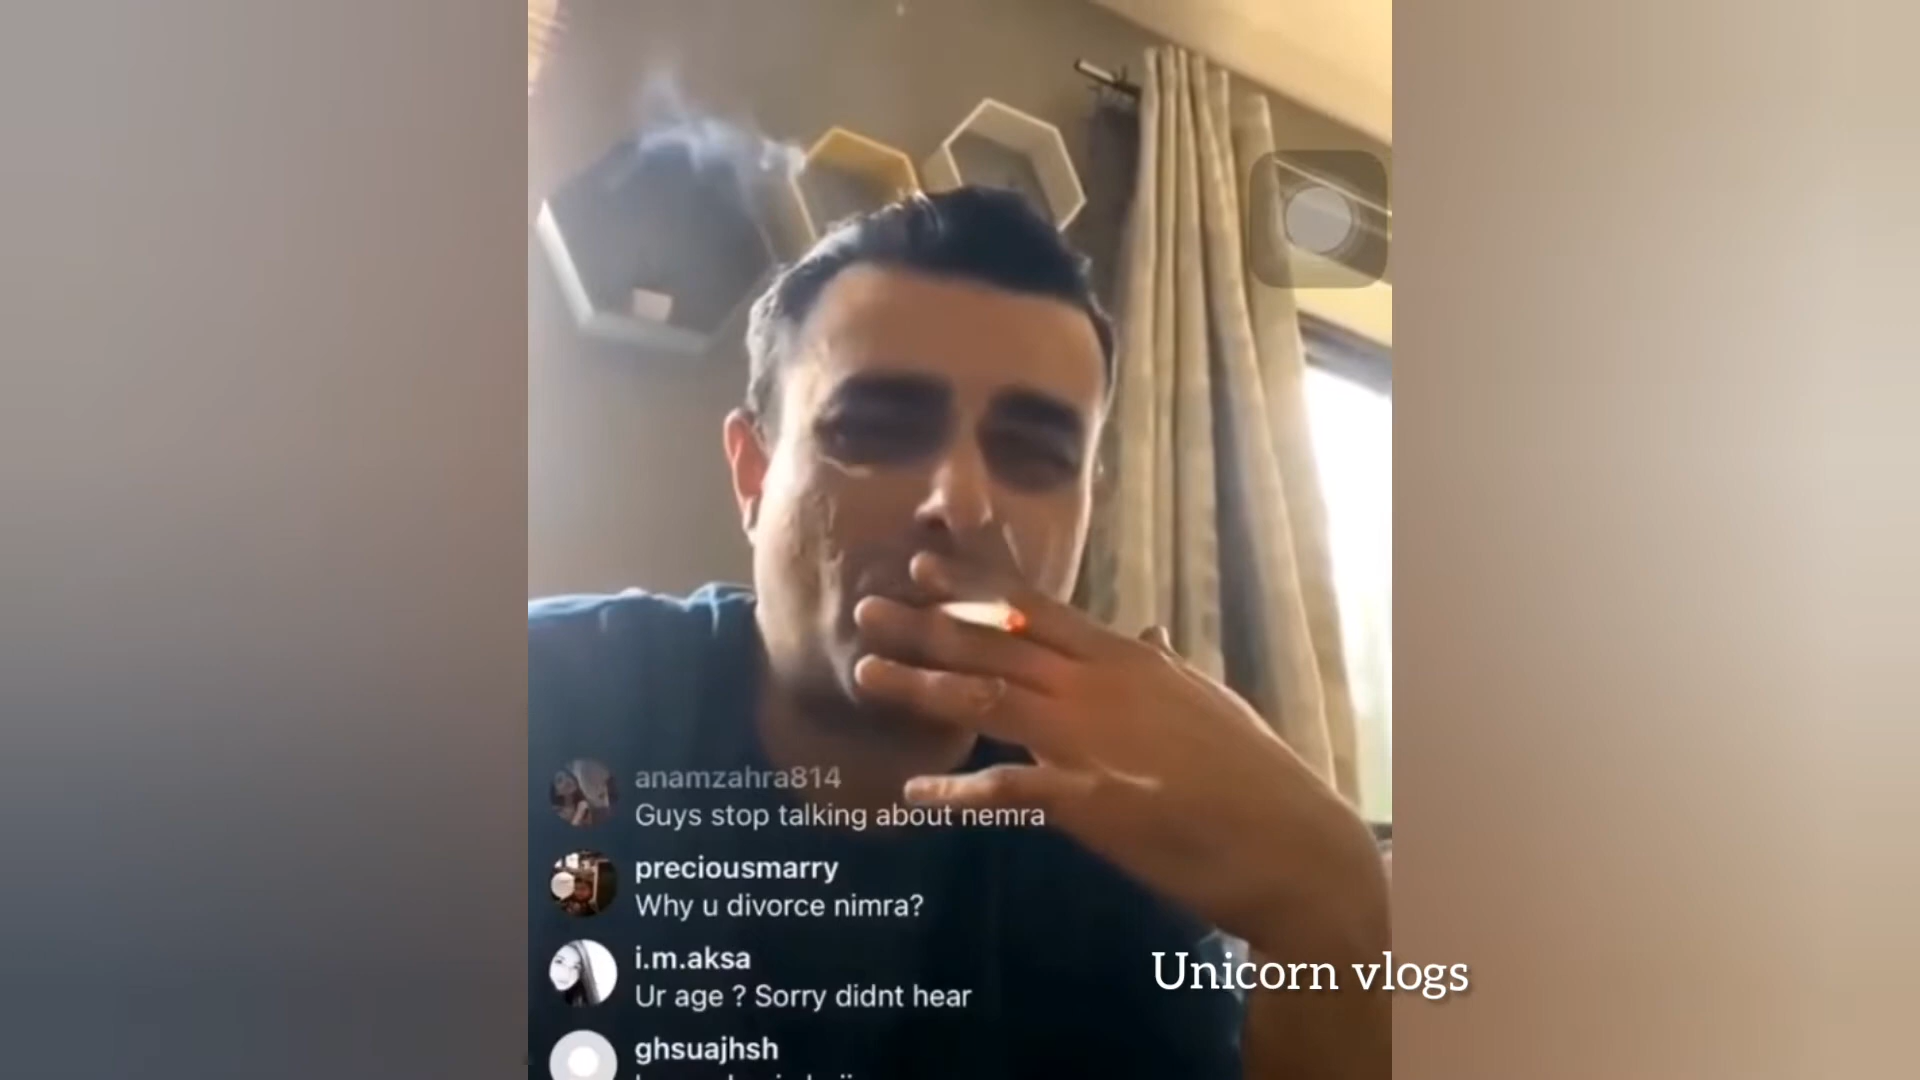 anamzahra814
Guys stop talking about nemra
preciousmarry
Why u divorce nimra?
i.m.aksa
Ur age ? Sorry didnt hear
Unicorn vlogs
ghsuajhsh